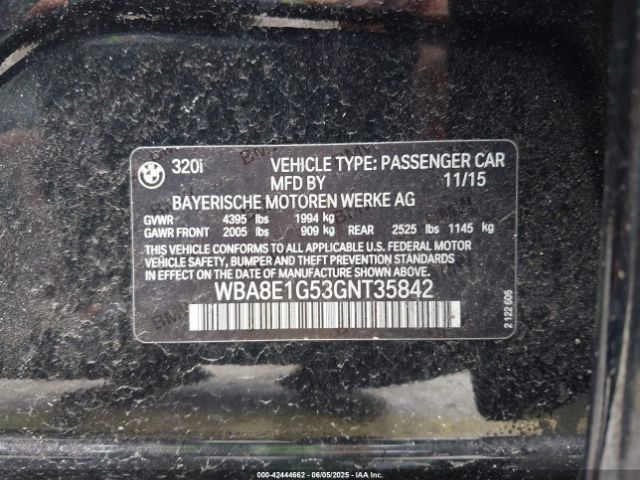 320i VEHICLE TYPE: PASSENGER CAR
MFD BY 11/15
BAYERISCHE MOTOREN WERKE AG
GVWR 4395 lbs 1994 kg
GAWR FRONT 2005 lbs 909 kg REAR 2525 lbs 1145 kg
THIS VEHICLE CONFORMS TO ALL APPLICABLE U.S. FEDERAL MOTOR
VEHICLE SAFETY, BUMPER AND THEFT PREVENTION STANDARDS
IN EFFECT ON THE DATE OF MANUFACTURE SHOWN ABOVE.
WBA8E1G53GNT35842
2 122 606
000-42444662 - 06/05/2025 - IAA Inc.